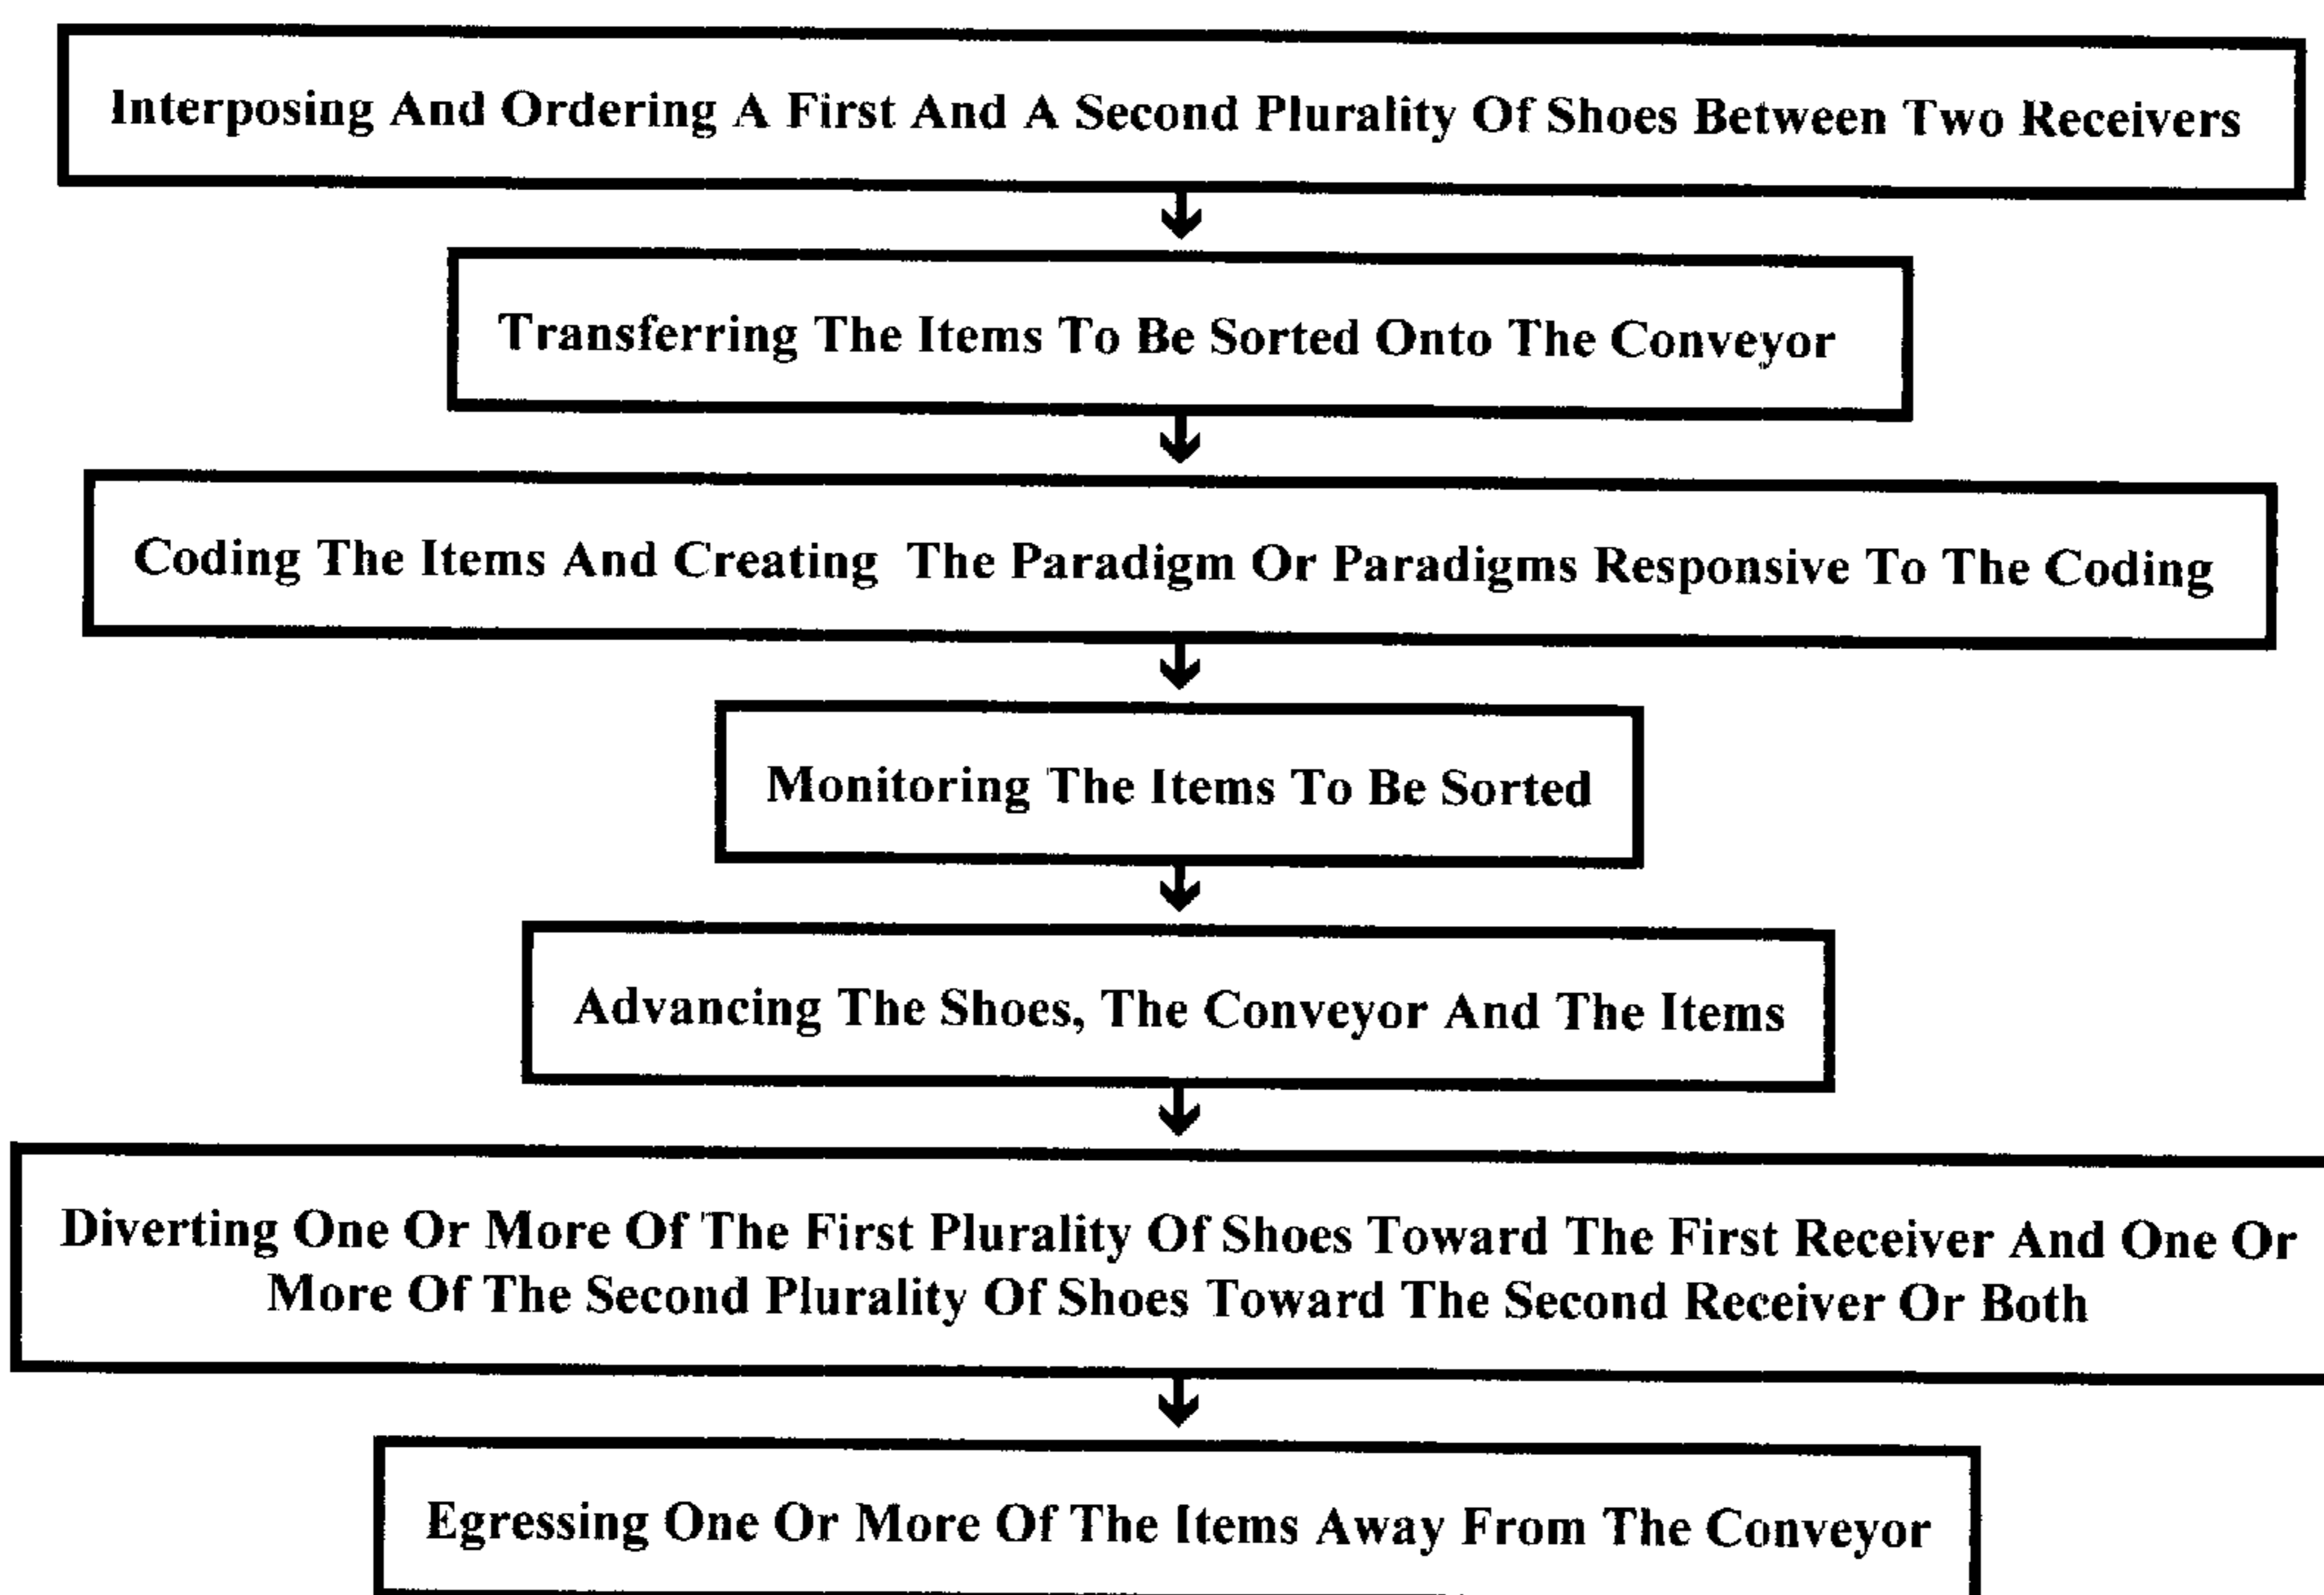 Interposing And Ordering A First And A Second Plurality Of Shoes Between Two Receivers
Transferring The Items To Be Sorted Onto The Conveyor
Coding The Items And Creating The Paradigm Or Paradigms Responsive To The Coding
Monitoring The Items To Be Sorted
Advancing The Shoes, The Conveyor And The Items
Diverting One Or More Of The First Plurality Of Shoes Toward The First Receiver And One Or
More Of The Second Plurality Of Shoes Toward The Second Receiver Or Both
Egressing One Or More Of The Items Away From The Conveyor